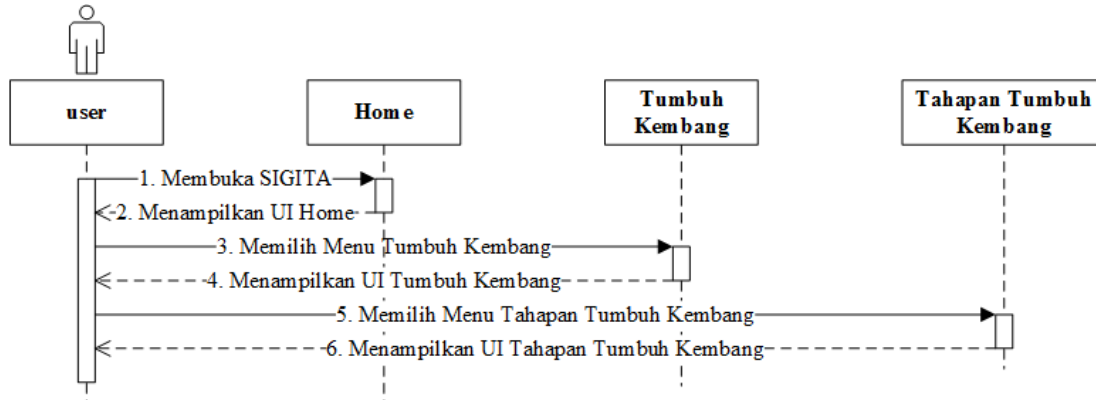 user
Home
Tumbuh
Kembang
Tahapan Tumbuh
Kembang
1. Membuka SIGITA
2. Menampilkan UI Home
3. Memilih Menu Tumbuh Kembang
4. Menampilkan UI Tumbuh Kembang
5. Memilih Menu Tahapan Tumbuh Kembang
6. Menampilkan UI Tahapan Tumbuh Kembang